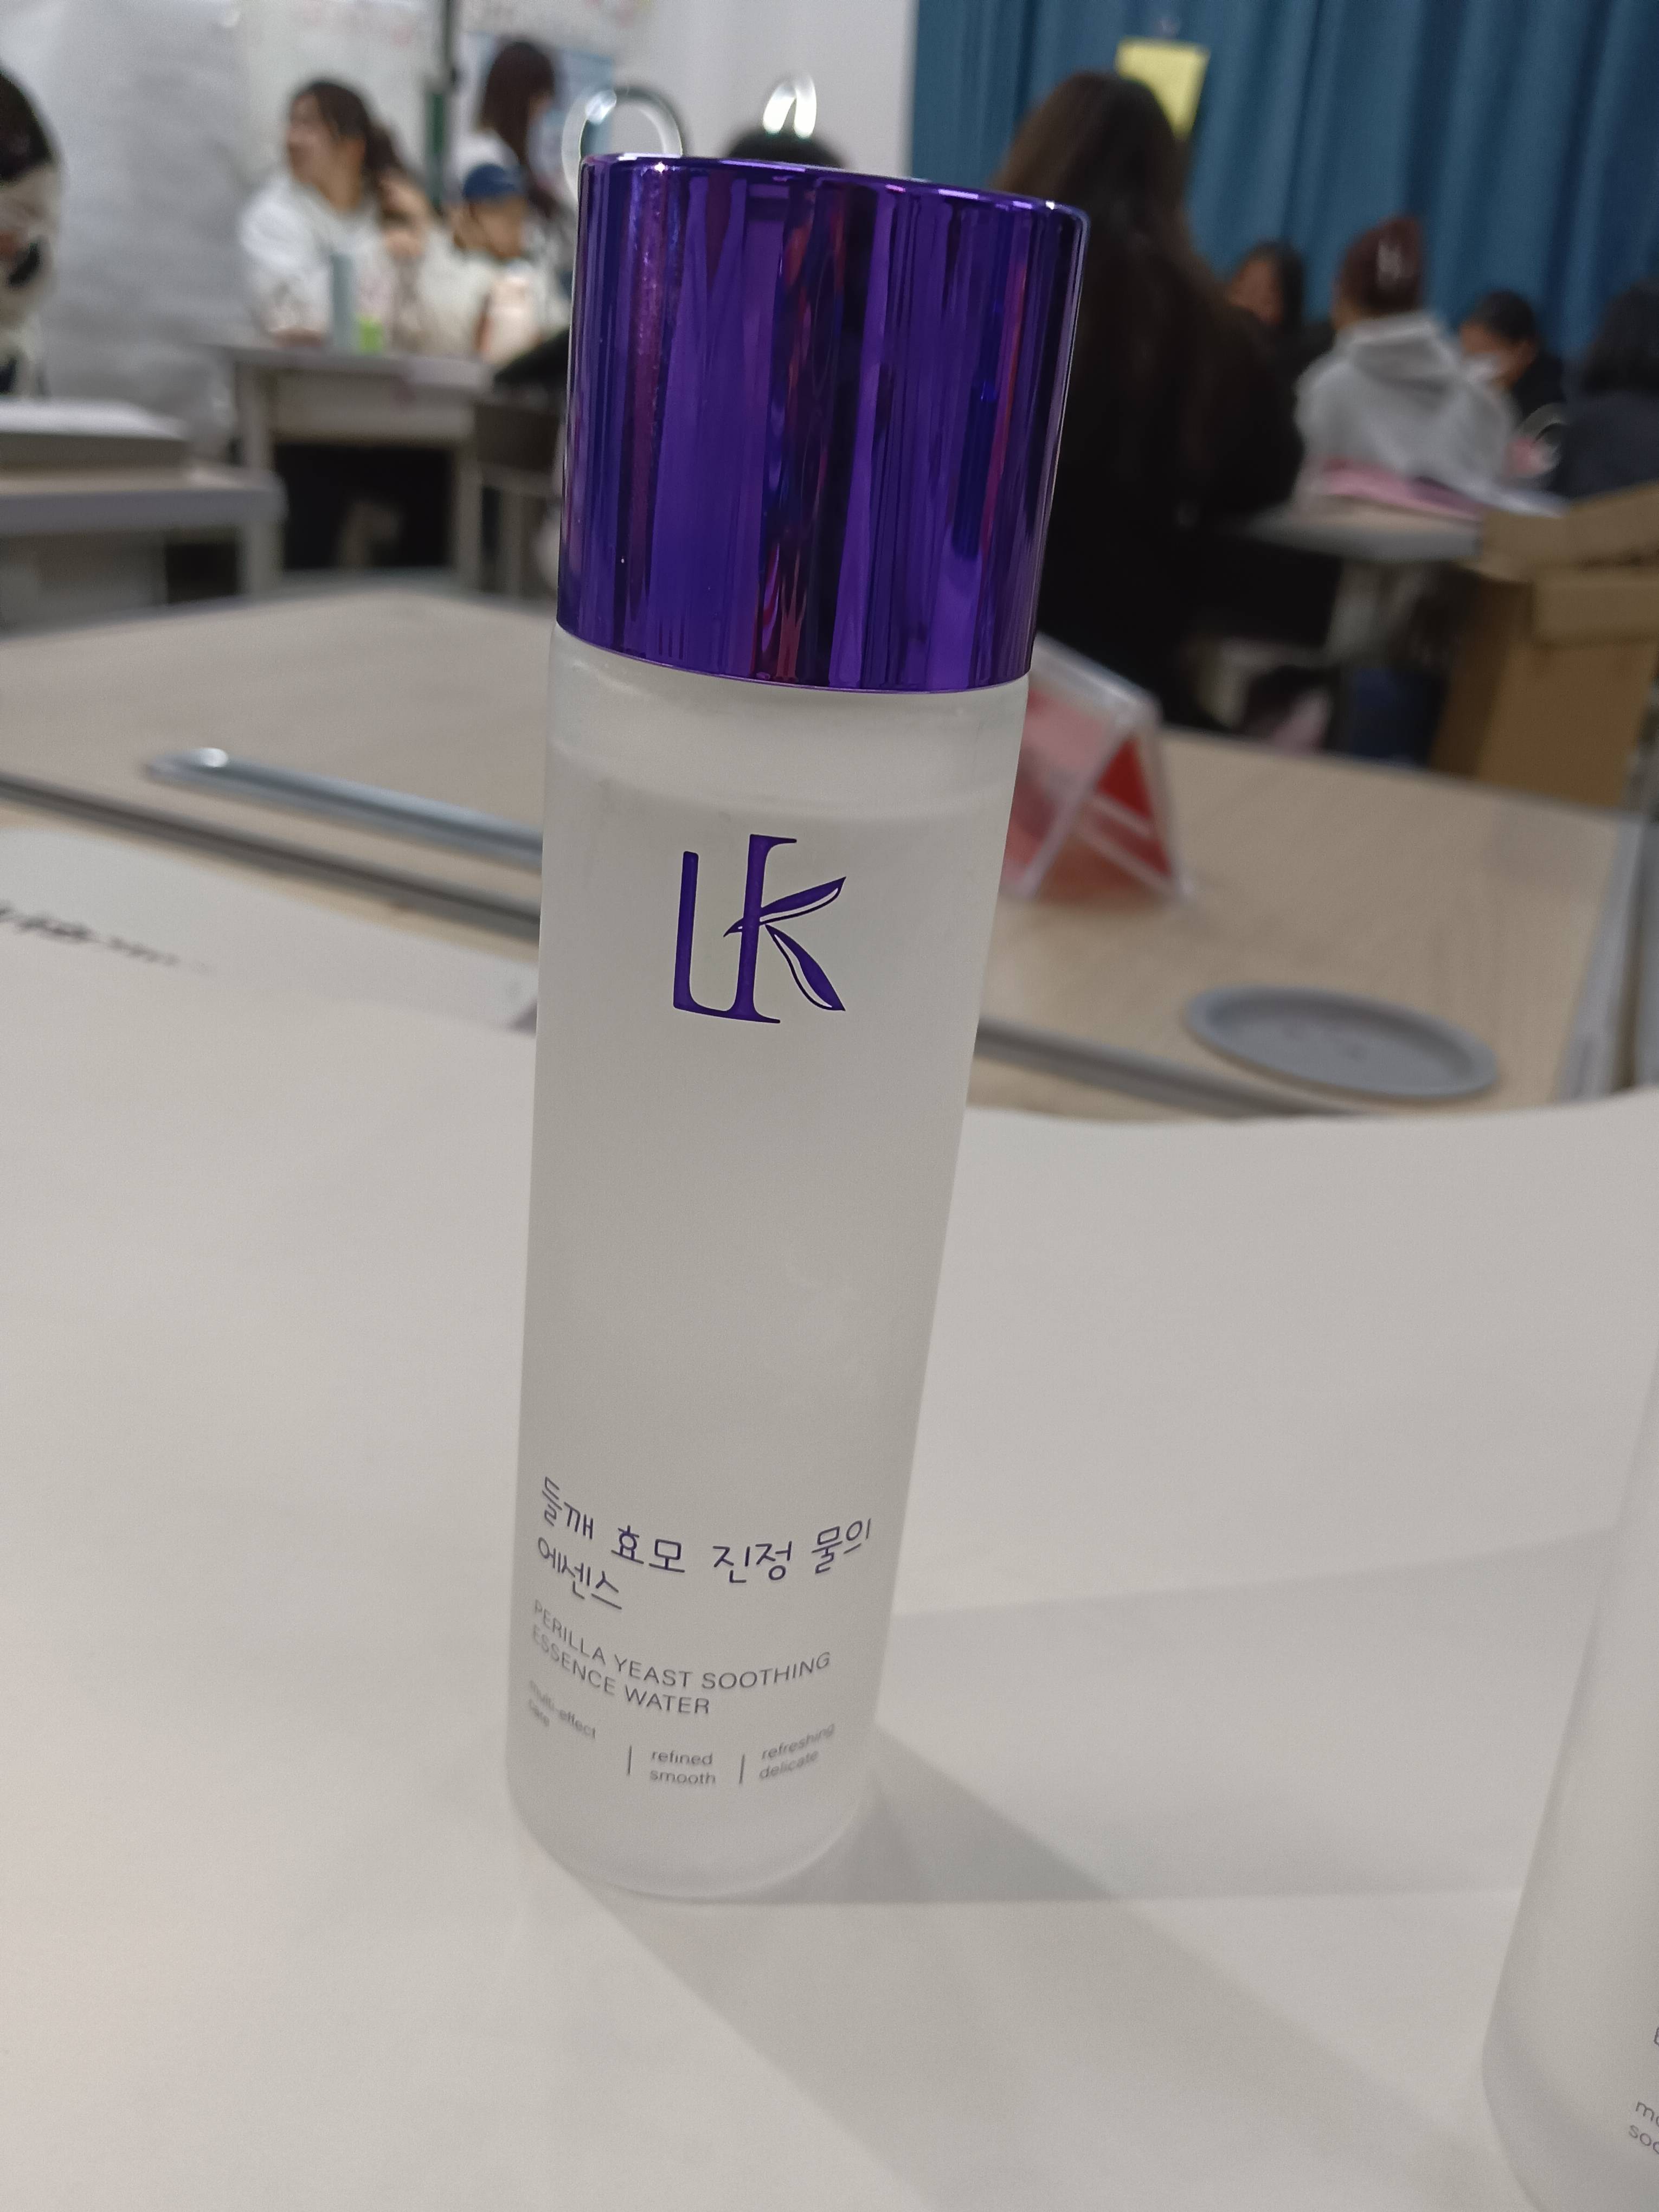 LK
들깨 효모 진정 물의
에센스
PERILLA YEAST SOOTHING
ESSENCE WATER
multi-effect
care
refined
smooth
refreshing
delicate